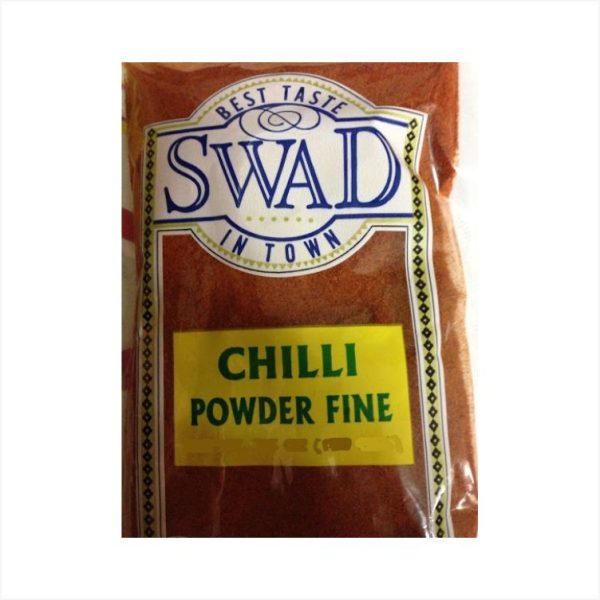 BEST TASTE
SWAD
IN TOWN
CHILLI
POWDER FINE